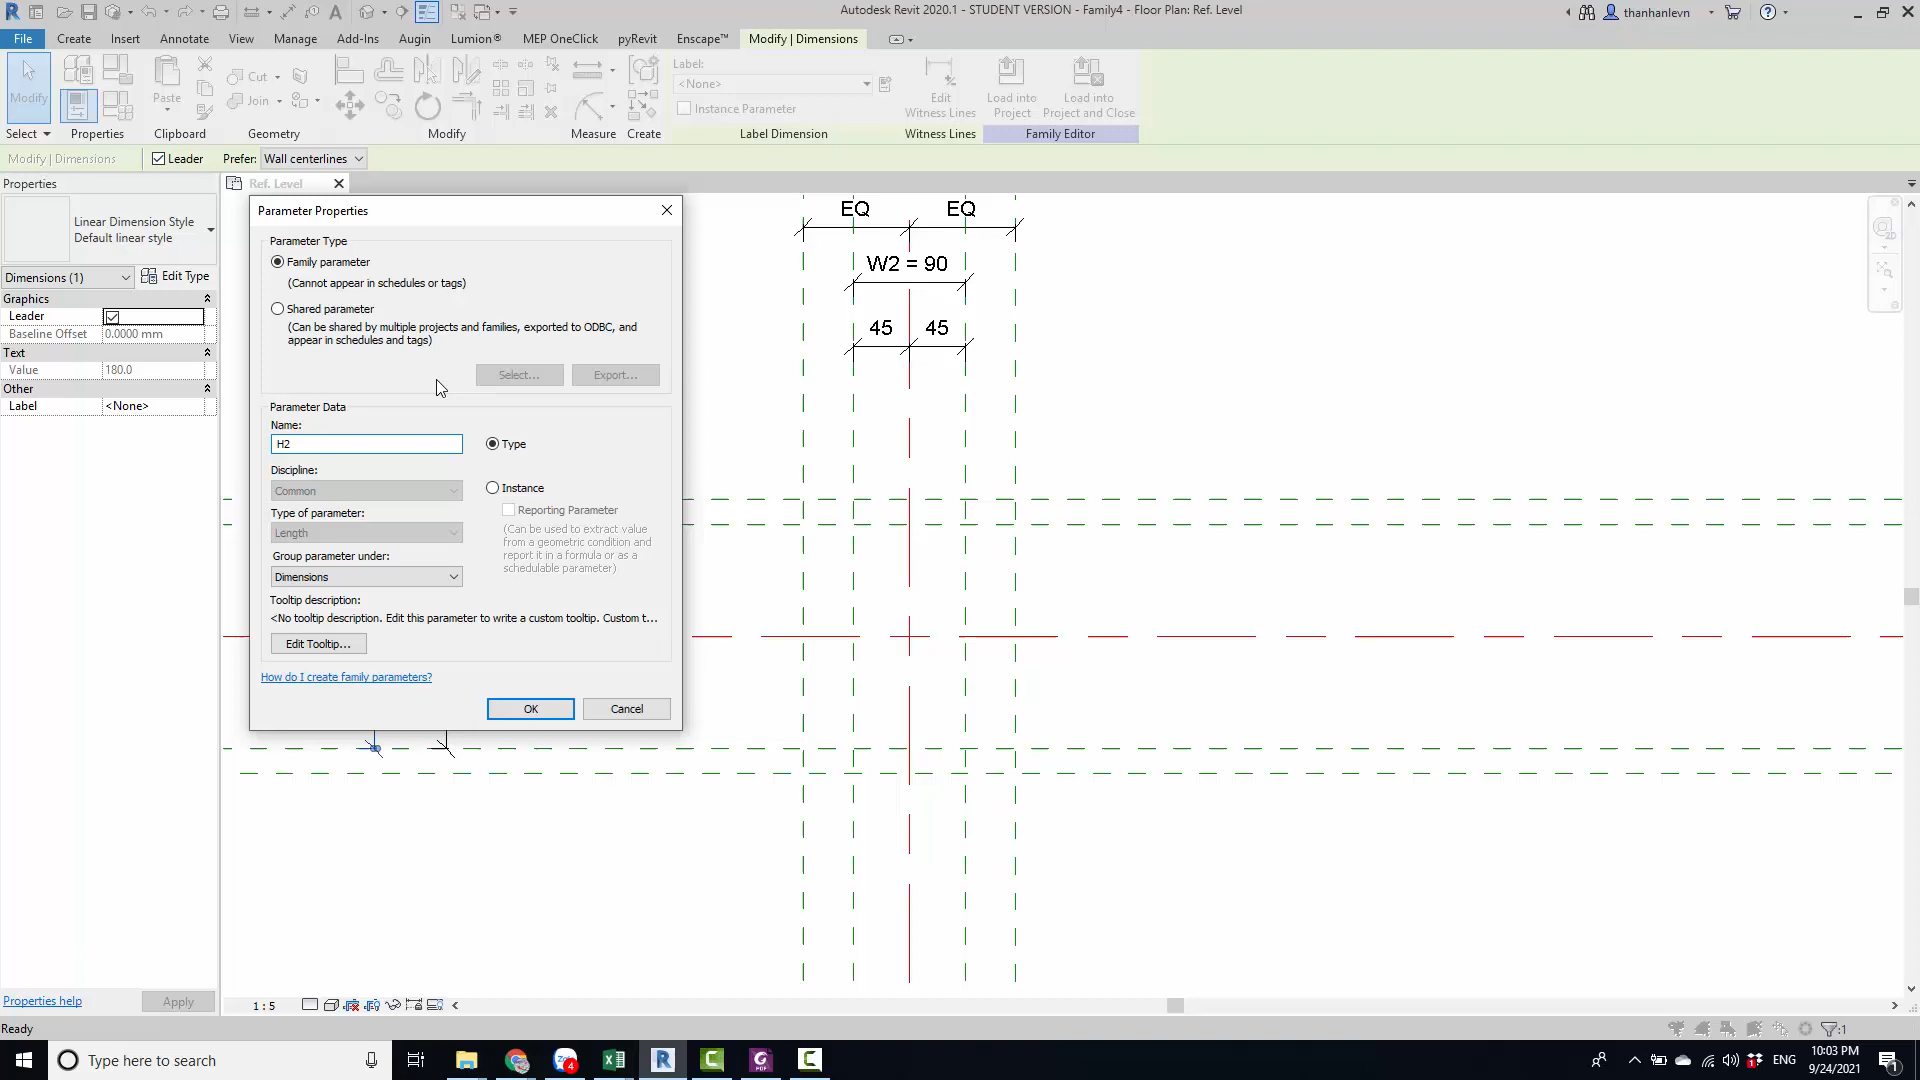 Autodesk Revit 2020.1 - STUDENT VERSION - Family4 - Floor Plan: Ref. Level
thanhanlevn
File Create Insert Annotate View Manage Add-Ins Augin Lumion® MEP OneClick pyRevit Enscape™ Modify | Dimensions
Label:
<None>
Cut
Join
Modify
Paste
Instance Parameter
Edit Witness Lines
Load into Project
Load into Project and Close
Select Properties Clipboard Geometry Modify Measure Create Label Dimension Witness Lines Family Editor
Modify | Dimensions Leader Prefer: Wall centerlines
Properties
Ref. Level
Linear Dimension Style
Default linear style
Dimensions (1) Edit Type
Graphics
Leader
Baseline Offset 0.0000 mm
Text
Value 180.0
Other
Label <None>
Properties help Apply
Parameter Properties
Parameter Type
Family parameter
(Cannot appear in schedules or tags)
Shared parameter
(Can be shared by multiple projects and families, exported to ODBC, and
appear in schedules and tags)
Select... Export...
Parameter Data
Name:
H2
Type
Discipline:
Common
Instance
Reporting Parameter
Type of parameter:
Length
(Can be used to extract value
from a geometric condition and
report it in a formula or as a
schedulable parameter)
Group parameter under:
Dimensions
Tooltip description:
<No tooltip description. Edit this parameter to write a custom tooltip. Custom t...
Edit Tooltip...
How do I create family parameters?
OK Cancel
EQ EQ
W2 = 90
45 45
1 : 5
Ready
:1
Type here to search
4
ENG
10:03 PM
9/24/2021
1